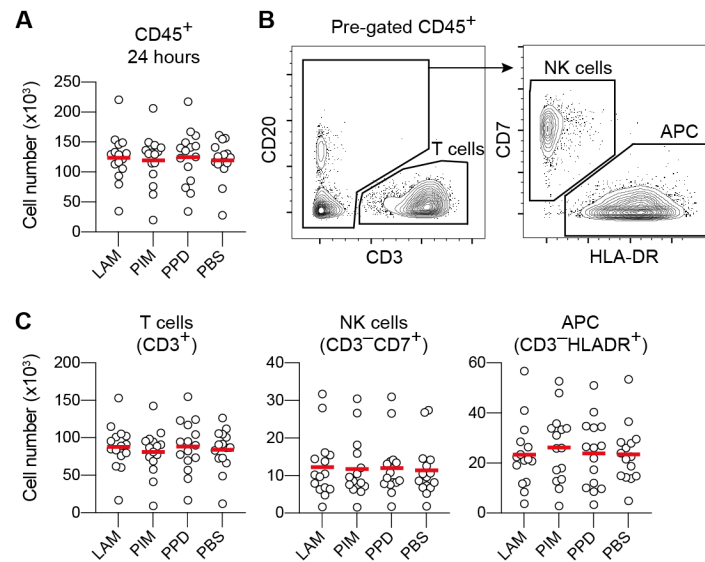 A
CD45⁺
24 hours
Cell number (x10³)
250
200
150
100
50
0
LAM
PIM
PPD
PBS
B
Pre-gated CD45⁺
CD20
T cells
CD3
NK cells
APC
CD7
HLA-DR
C
T cells
(CD3⁺)
Cell number (x10³)
200
150
100
50
0
LAM
PIM
PPD
PBS
NK cells
(CD3⁻CD7⁺)
40
30
20
10
0
LAM
PIM
PPD
PBS
APC
(CD3⁻HLADR⁺)
60
40
20
0
LAM
PIM
PPD
PBS